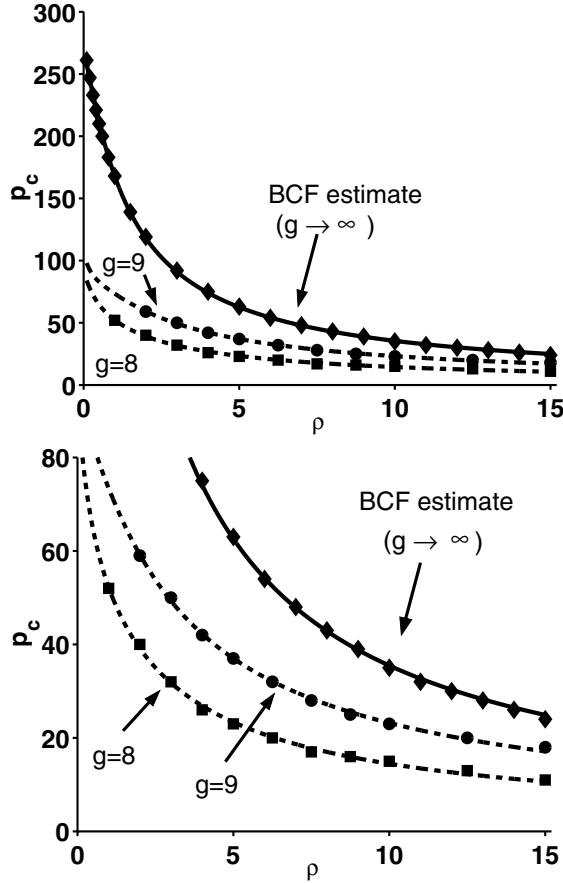 300
250
200
150
100
50
0
p_c
BCF estimate
(g → ∞ )
g=9
g=8
0
5
10
15
ρ
80
60
40
20
0
p_c
BCF estimate
(g → ∞ )
g=8
g=9
0
5
10
15
ρ